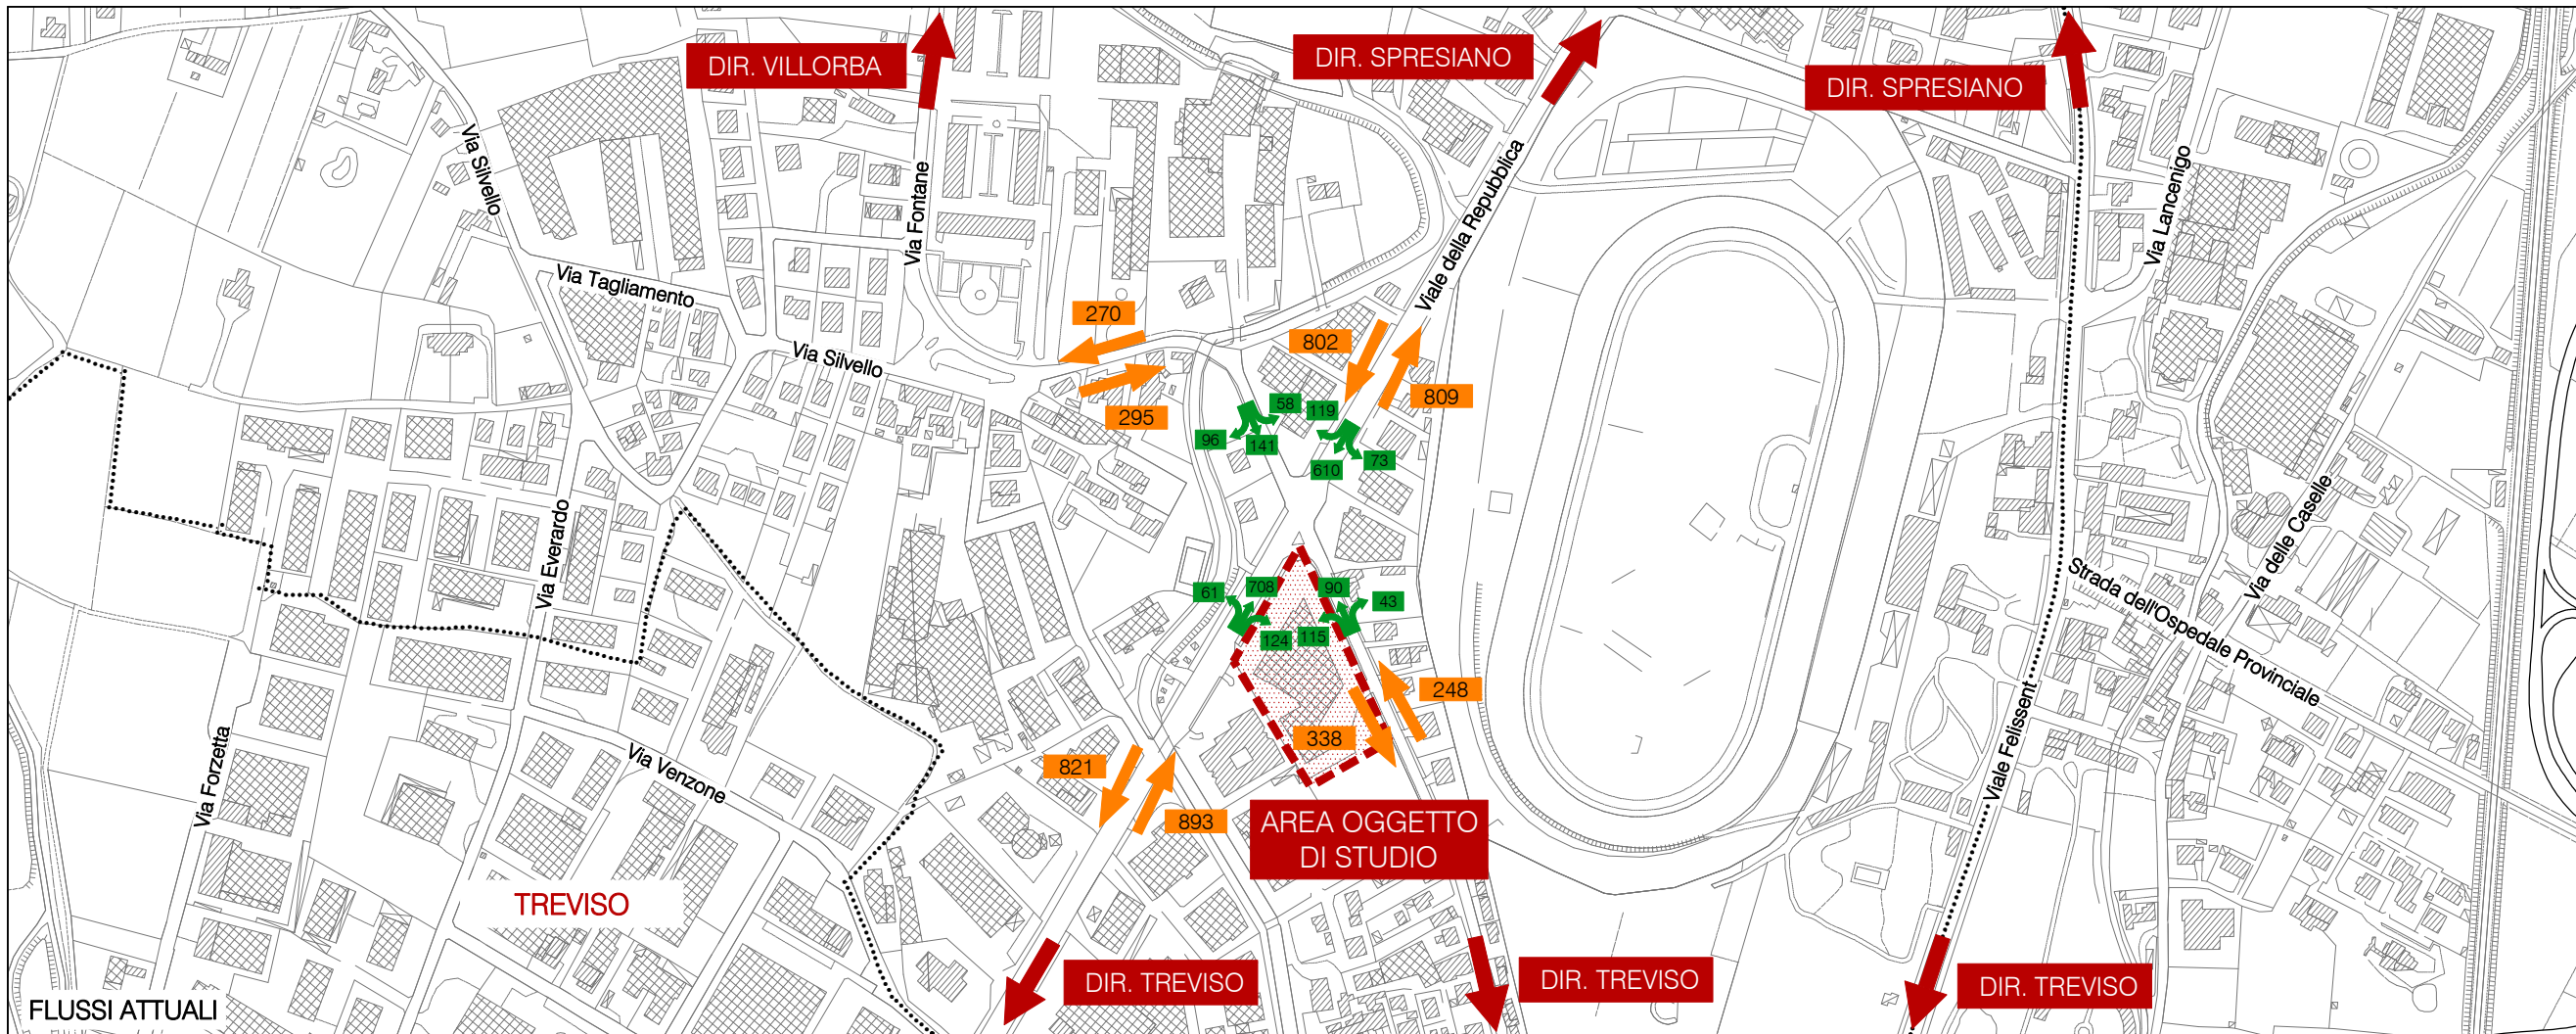 DIR. VILLORBA
DIR. SPRESIANO
DIR. SPRESIANO
Via Silvello
Via Fontane
Viale della Repubblica
Via Lancenigo
Via Tagliamento
Via Silvello
270
295
802
809
58
119
96
141
610
73
Via Everardo
Via delle Caselle
Strada dell'Ospedale Provinciale
61
708
90
43
124
115
248
338
821
893
Via Forzetta
Via Venzone
Viale Felissent
AREA OGGETTO
DI STUDIO
TREVISO
DIR. TREVISO
DIR. TREVISO
DIR. TREVISO
FLUSSI ATTUALI